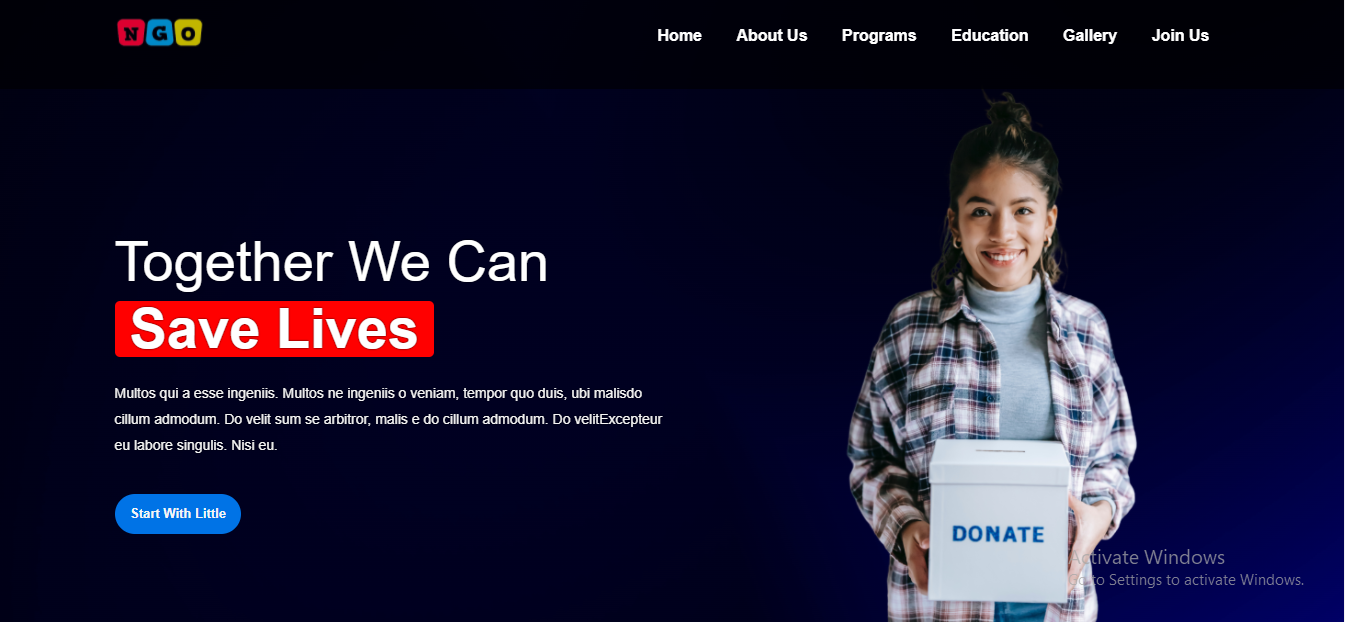 NGO
Home About Us Programs Education Gallery Join Us
Together We Can
Save Lives
Multos qui a esse ingeniis. Multos ne ingeniis o veniam, tempor quo duis, ubi malisdo
cillum admodum. Do velit sum se arbitror, malis e do cillum admodum. Do velitExcepteur
eu labore singulis. Nisi eu.
Start With Little
DONATE
Activate Windows
Go to Settings to activate Windows.